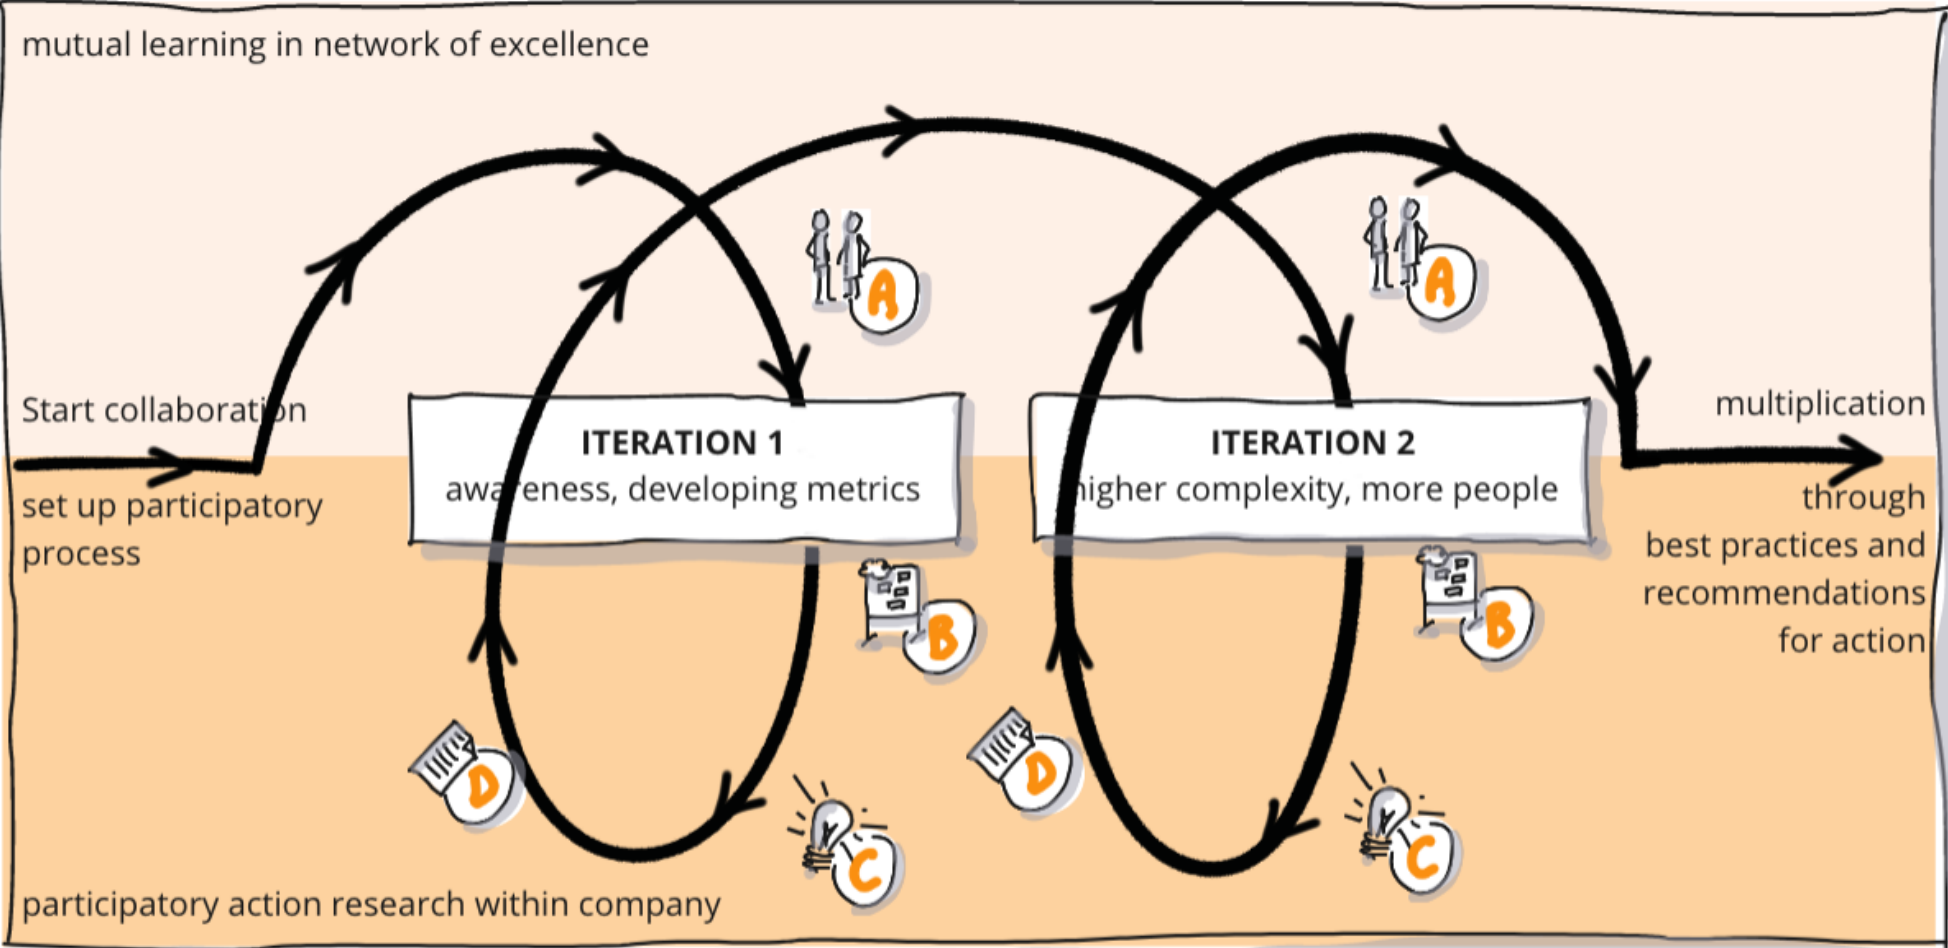 mutual learning in network of excellence
A
A
Start collaboration
set up participatory
process
ITERATION 1
awareness, developing metrics
ITERATION 2
higher complexity, more people
multiplication
through
best practices and
recommendations
for action
B
B
D
D
C
C
participatory action research within company